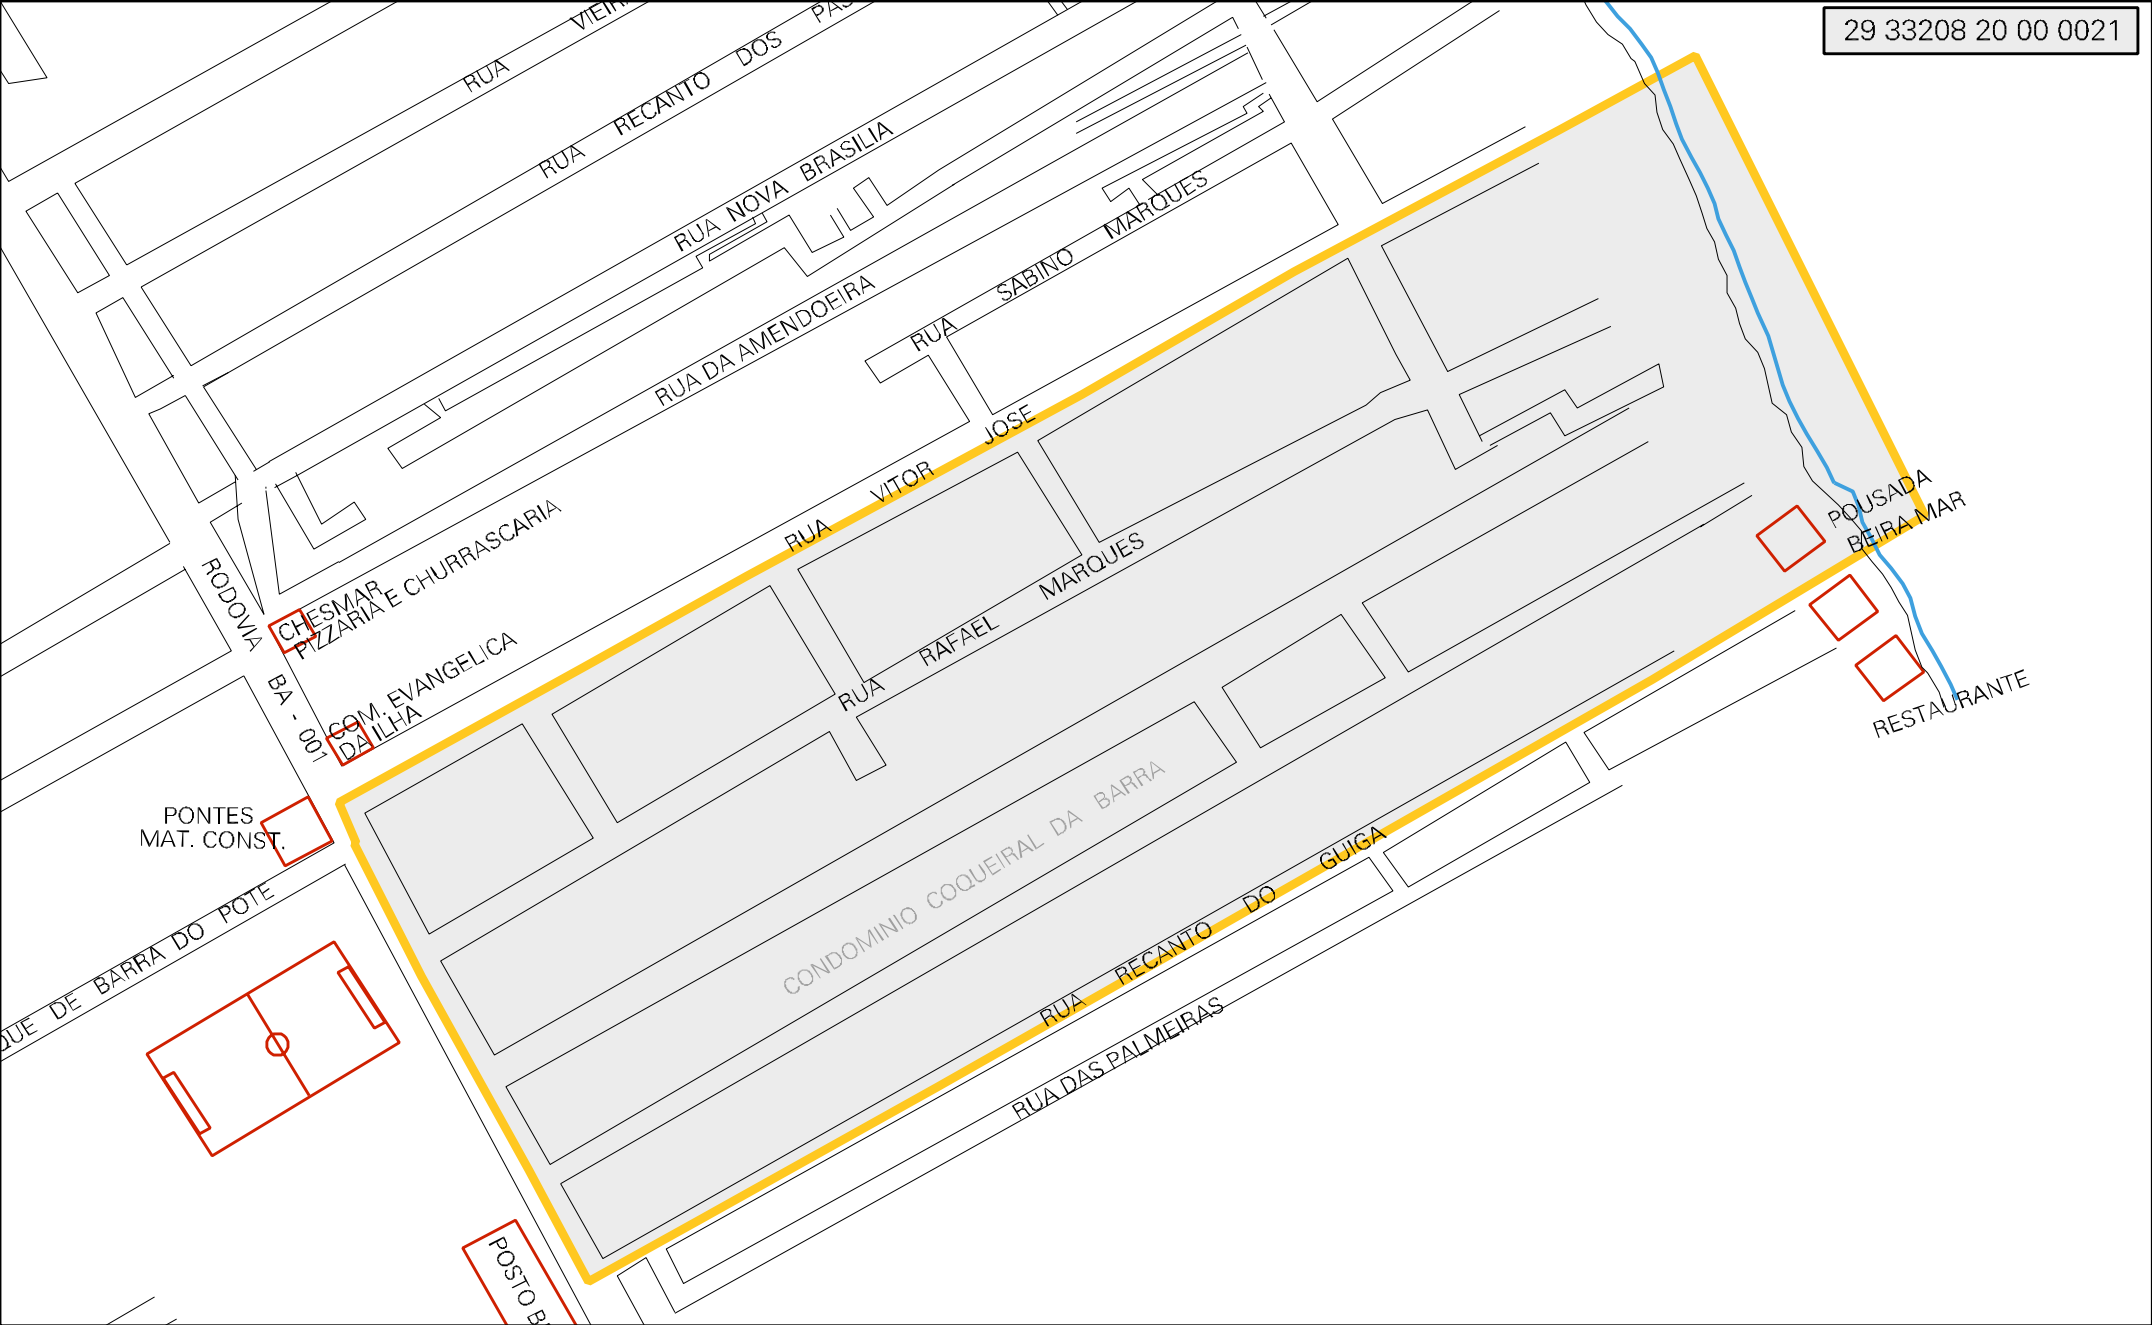 29 33208 20 00 0021
RUA
RUA RECANTO DOS
RUA NOVA BRASILIA
RUA DA AMENDOEIRA
RUA SABINO MARQUES
RUA VITOR JOSE
RUA RAFAEL MARQUES
CHESMAR
PIZZARIA E CHURRASCARIA
COM. EVANGELICA
DA ILHA
RODOVIA BA - 001
PONTES
MAT. CONST.
DE BARRA DO POTE
CONDOMINIO COQUEIRAL DA BARRA
RUA RECANTO DO GUIGA
RUA DAS PALMEIRAS
POUSADA
BEIRA MAR
RESTAURANTE
POSTO